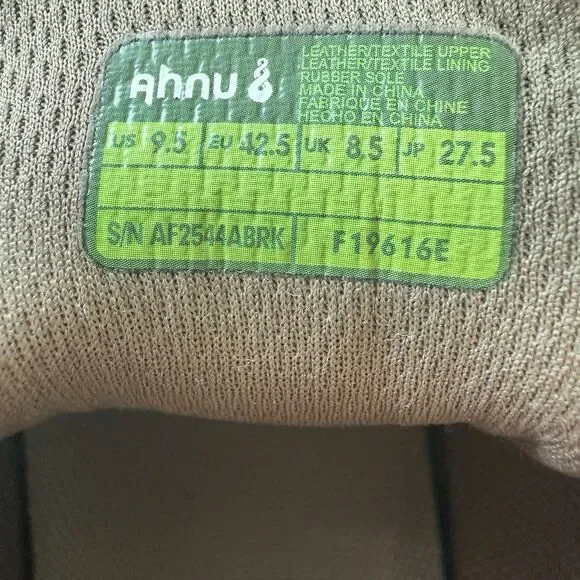 Ahnu
LEATHER/TEXTILE UPPER
LEATHER/TEXTILE LINING
RUBBER SOLE
MADE IN CHINA
FABRIQUE EN CHINE
HECHO EN CHINA
US 9.5 EU 42.5 UK 8.5 JP 27.5
S/N AF2544ABRK F19616E